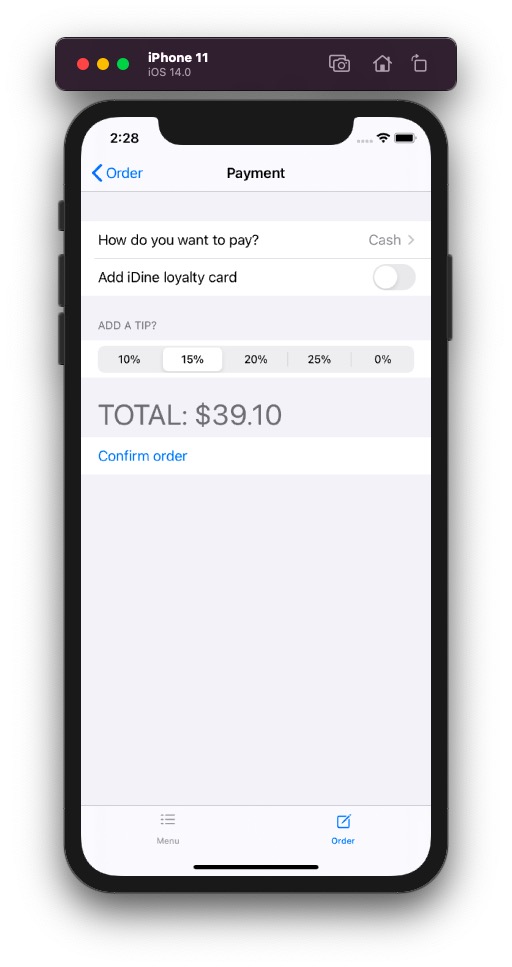 iPhone 11
iOS 14.0
2:28
Order
Payment
How do you want to pay?
Cash
Add iDine loyalty card
ADD A TIP?
10% 15% 20% 25% 0%
TOTAL: $39.10
Confirm order
Menu
Order